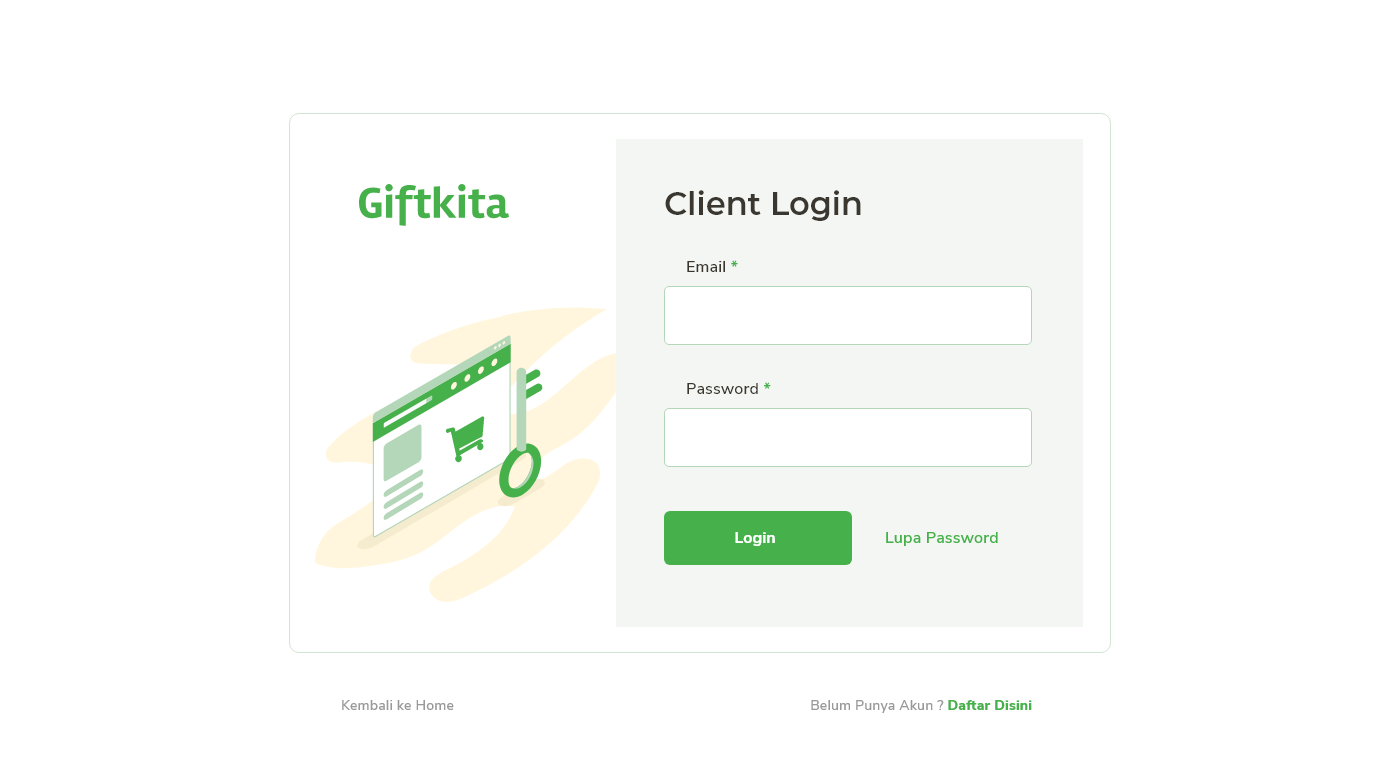 Giftkita
Client Login
Email *
Password *
Login
Lupa Password
Kembali ke Home
Belum Punya Akun ? Daftar Disini